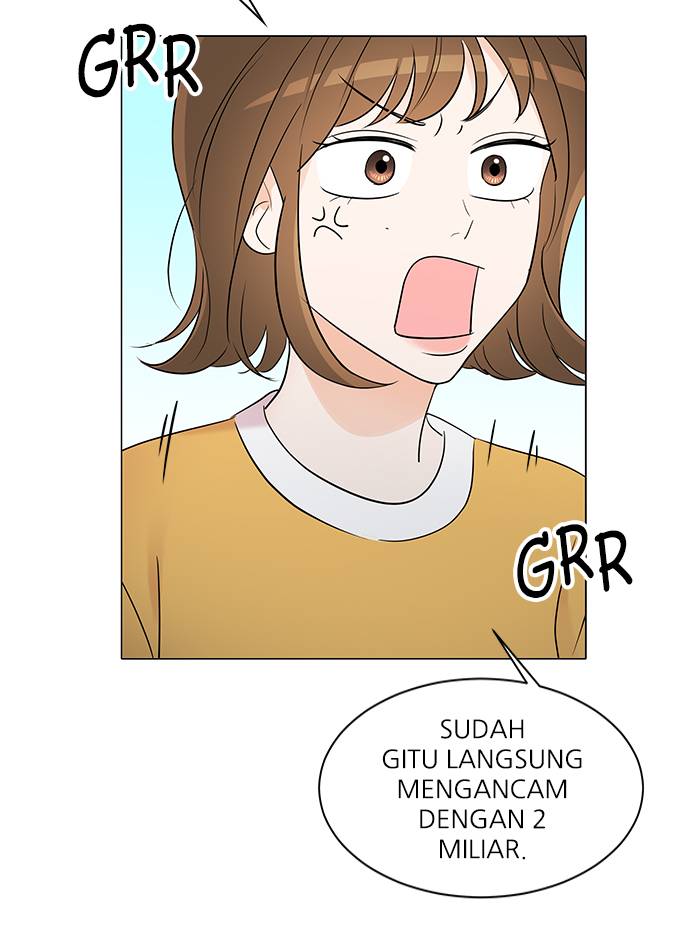 GRR
GRR
SUDAH
GITU LANGSUNG
MENGANCAM
DENGAN 2
MILIAR.